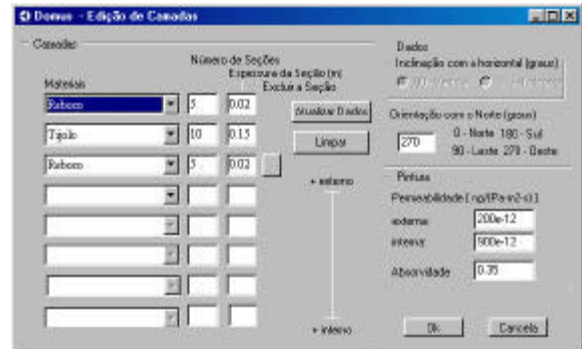 Domus - Edição de Camadas
Camadas
Número de Seções
Espessura da Seção (m)
Exclui a Seção
Materiais
Reboco 5 0.02
Tijolo 10 0.15
Reboco 5 0.02
Atualizar Dados
Limpar
+ externo
+ interno
Dados
Inclinação com a horizontal (graus)
Orientação com o Norte (graus)
270
0 - Norte 180 - Sul
90 - Leste 270 - Oeste
Pintura
Permeabilidade [ng/(Pa-m2-s)]
externa 200e-12
interna 900e-12
Absorvidade 0.35
Ok
Cancela